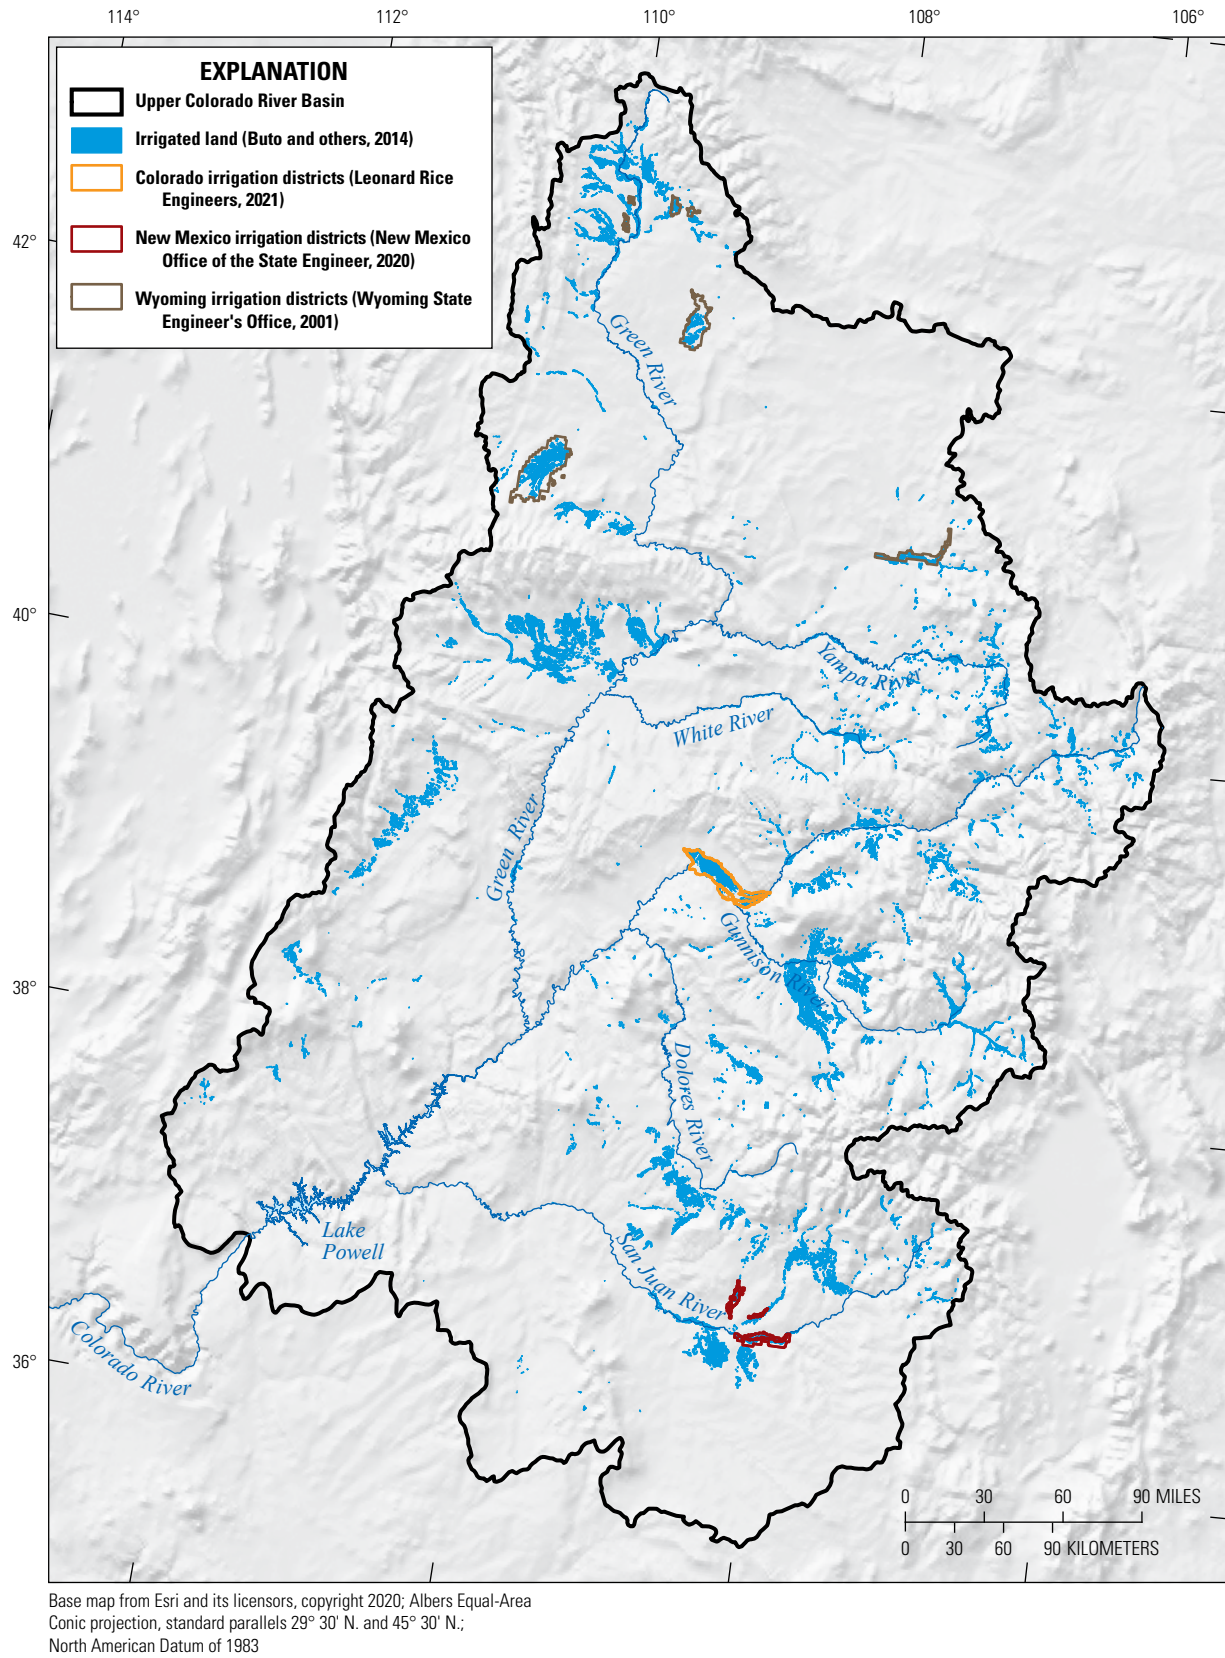 114°
112°
110°
108°
106°
EXPLANATION
Upper Colorado River Basin
Irrigated land (Buto and others, 2014)
Colorado irrigation districts (Leonard Rice
Engineers, 2021)
New Mexico irrigation districts (New Mexico
Office of the State Engineer, 2020)
Wyoming irrigation districts (Wyoming State
Engineer's Office, 2001)
42°
40°
38°
36°
Green River
Yampa River
White River
Green River
Gunnison River
Dolores River
Lake
Powell
San Juan River
Colorado River
0 30 60 90 MILES
0 30 60 90 KILOMETERS
Base map from Esri and its licensors, copyright 2020; Albers Equal-Area
Conic projection, standard parallels 29° 30' N. and 45° 30' N.;
North American Datum of 1983